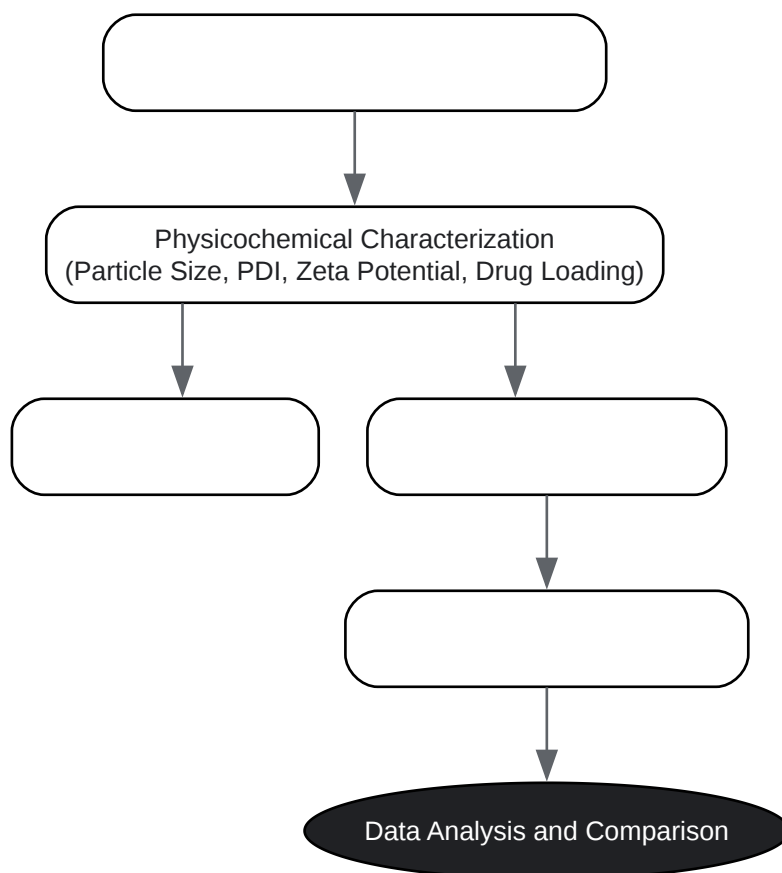 Physicochemical Characterization
(Particle Size, PDI, Zeta Potential, Drug Loading)
Data Analysis and Comparison